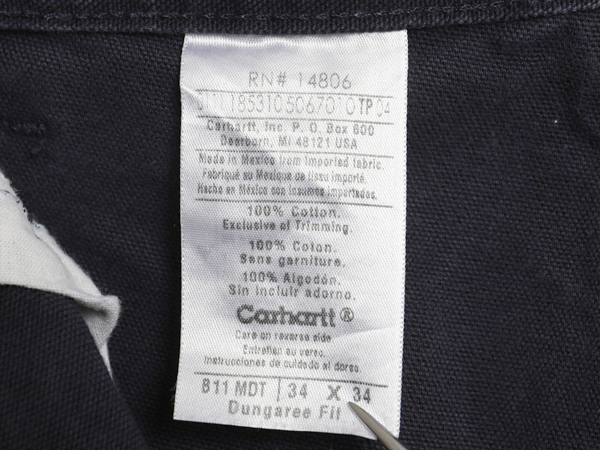 RN# 14806
TP 04
Carhartt, Inc. P. O. Box 600
Dearborn, MI 48121 USA
Made in Mexico from imported fabric.
Fabriqué au Mexique de tissu importé.
Hecho en México con insumos importados.
100% Cotton.
Exclusive of Trimming.
100% Coton.
Sans garniture.
100% Algodón.
Sin incluir adorno.
Carhartt®
Care on reverse side
Entretien au verso.
Instrucciones de cuidado al dorso.
B11 MDT | 34 X 34
Dungaree Fit